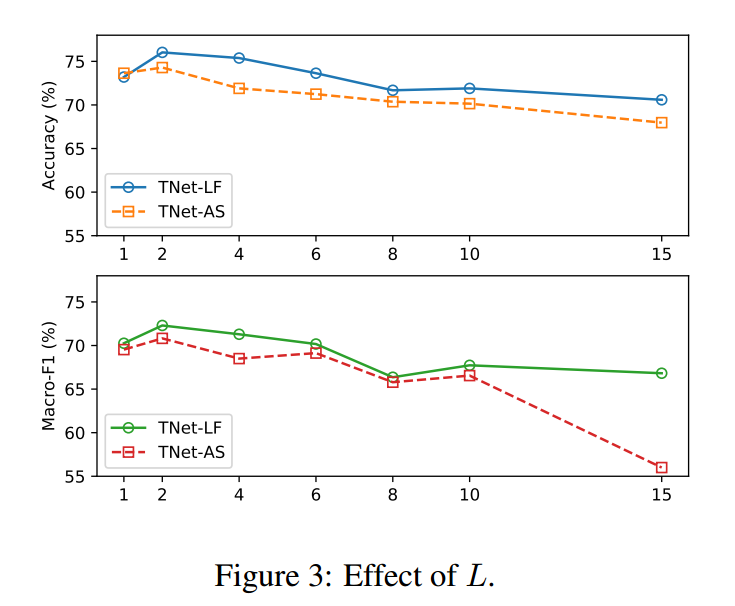 75
70
65
60
55
Accuracy (%)
TNet-LF
TNet-AS
1 2 4 6 8 10 15
75
70
65
60
55
Macro-F1 (%)
TNet-LF
TNet-AS
1 2 4 6 8 10 15
Figure 3: Effect of L.